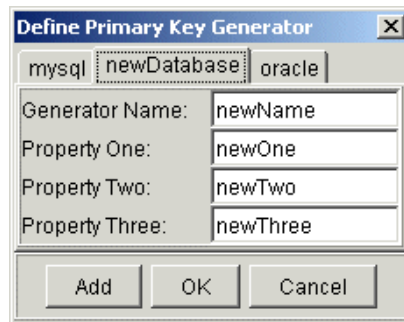 Define Primary Key Generator
mysql newDatabase oracle
Generator Name: newName
Property One: newOne
Property Two: newTwo
Property Three: newThree
Add OK Cancel